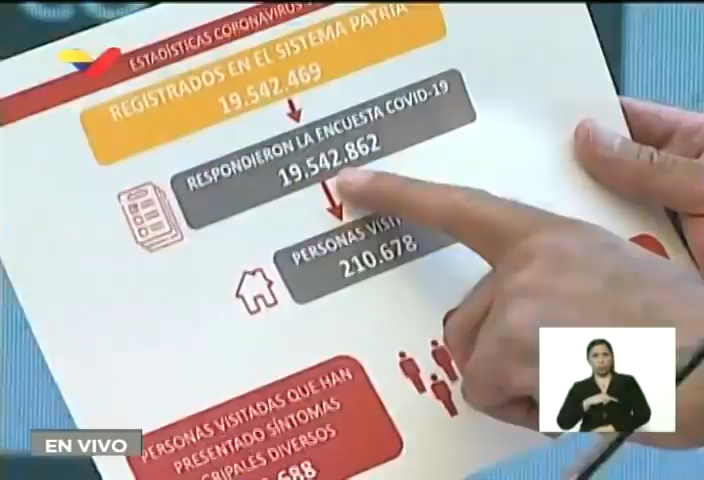 ESTADÍSTICAS CORONAVIRUS
REGISTRADOS EN EL SISTEMA PATRIA
19.542.469
RESPONDIERON LA ENCUESTA COVID-19
19.542.862
PERSONAS
210.678
PERSONAS VISITADAS QUE HAN
PRESENTADO SÍNTOMAS
GRIPALES DIVERSOS
EN VIVO